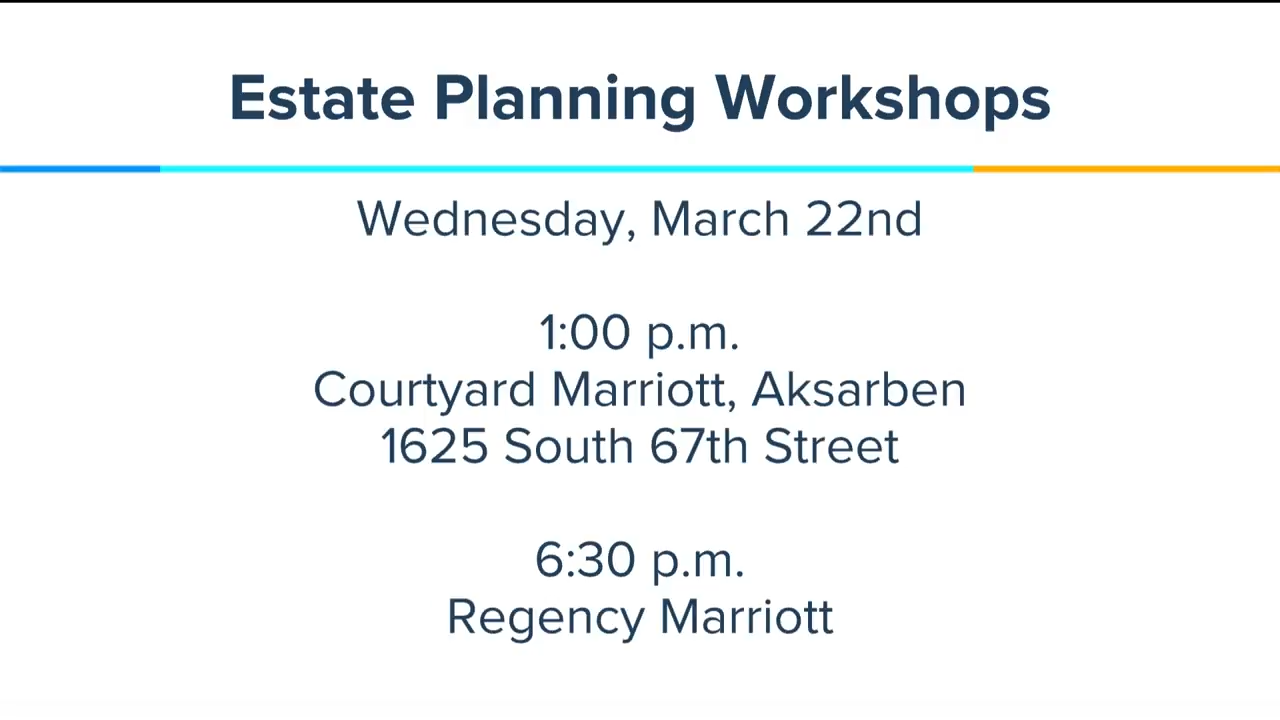 Estate Planning Workshops
Wednesday, March 22nd
1:00 p.m.
Courtyard Marriott, Aksarben
1625 South 67th Street
6:30 p.m.
Regency Marriott